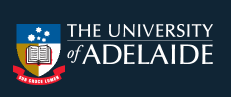 THE UNIVERSITY
of ADELAIDE
SUB CRUCE LUMEN